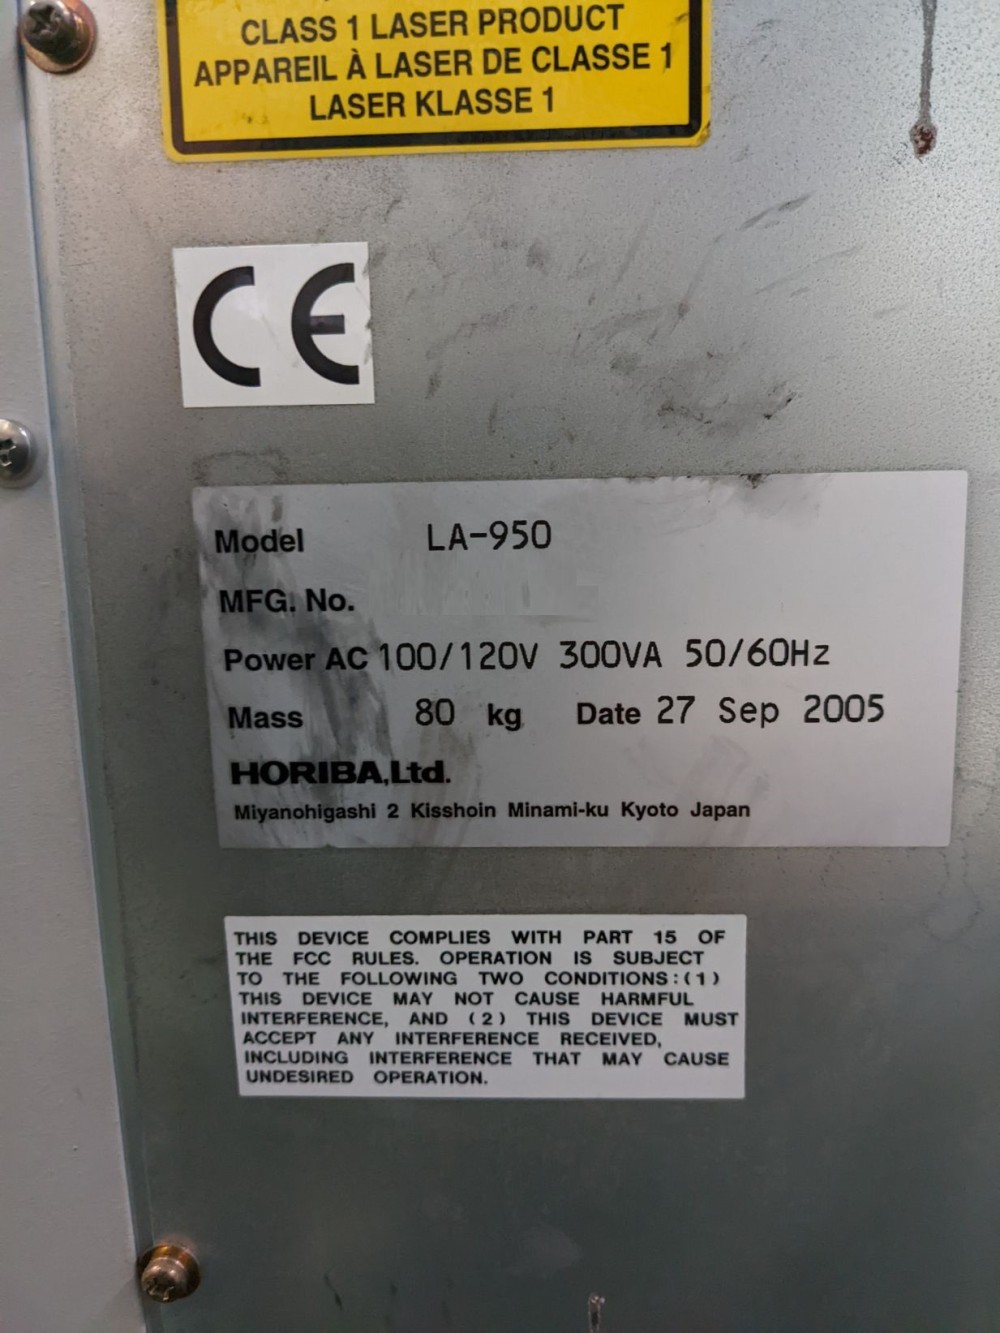 CLASS 1 LASER PRODUCT
APPAREIL À LASER DE CLASSE 1
LASER KLASSE 1
CE
Model LA-950
MFG. No.
Power AC 100/120V 300VA 50/60Hz
Mass 80 kg Date 27 Sep 2005
HORIBA,Ltd.
Miyanohigashi 2 Kisshoin Minami-ku Kyoto Japan
THIS DEVICE COMPLIES WITH PART 15 OF
THE FCC RULES. OPERATION IS SUBJECT
TO THE FOLLOWING TWO CONDITIONS:(1)
THIS DEVICE MAY NOT CAUSE HARMFUL
INTERFERENCE, AND (2) THIS DEVICE MUST
ACCEPT ANY INTERFERENCE RECEIVED,
INCLUDING INTERFERENCE THAT MAY CAUSE
UNDESIRED OPERATION.